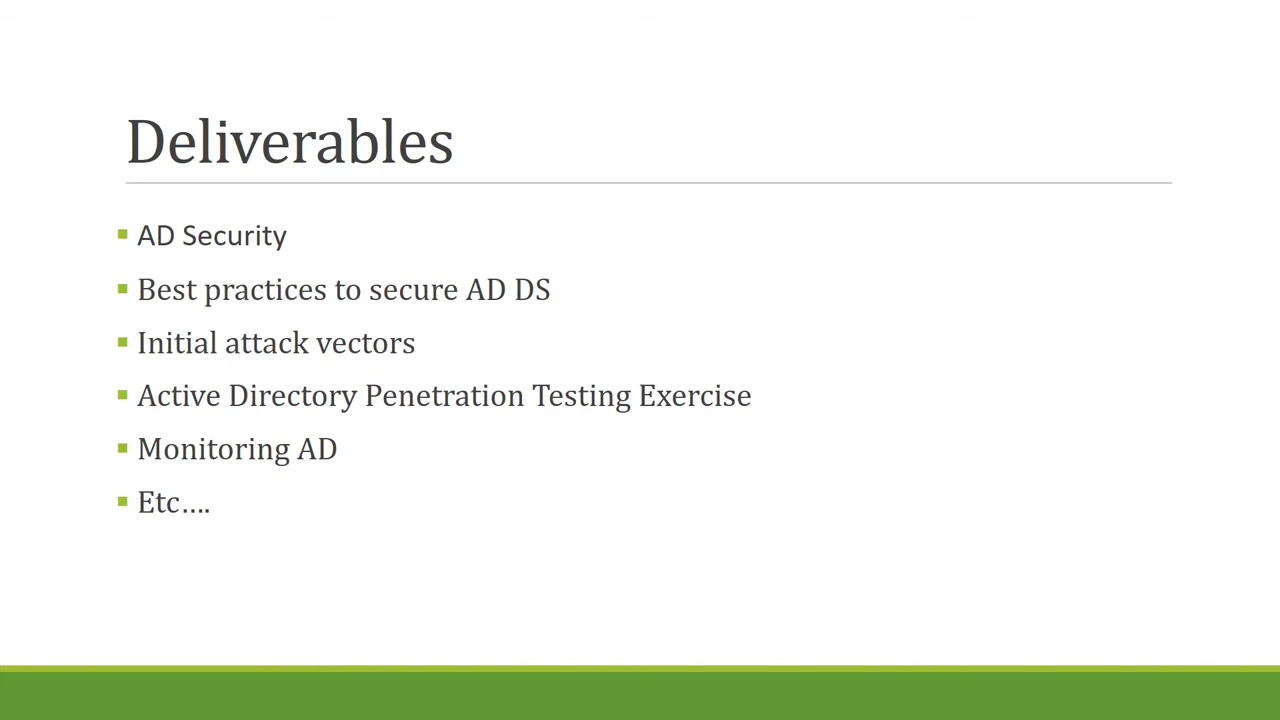 Deliverables
AD Security
Best practices to secure AD DS
Initial attack vectors
Active Directory Penetration Testing Exercise
Monitoring AD
Etc….